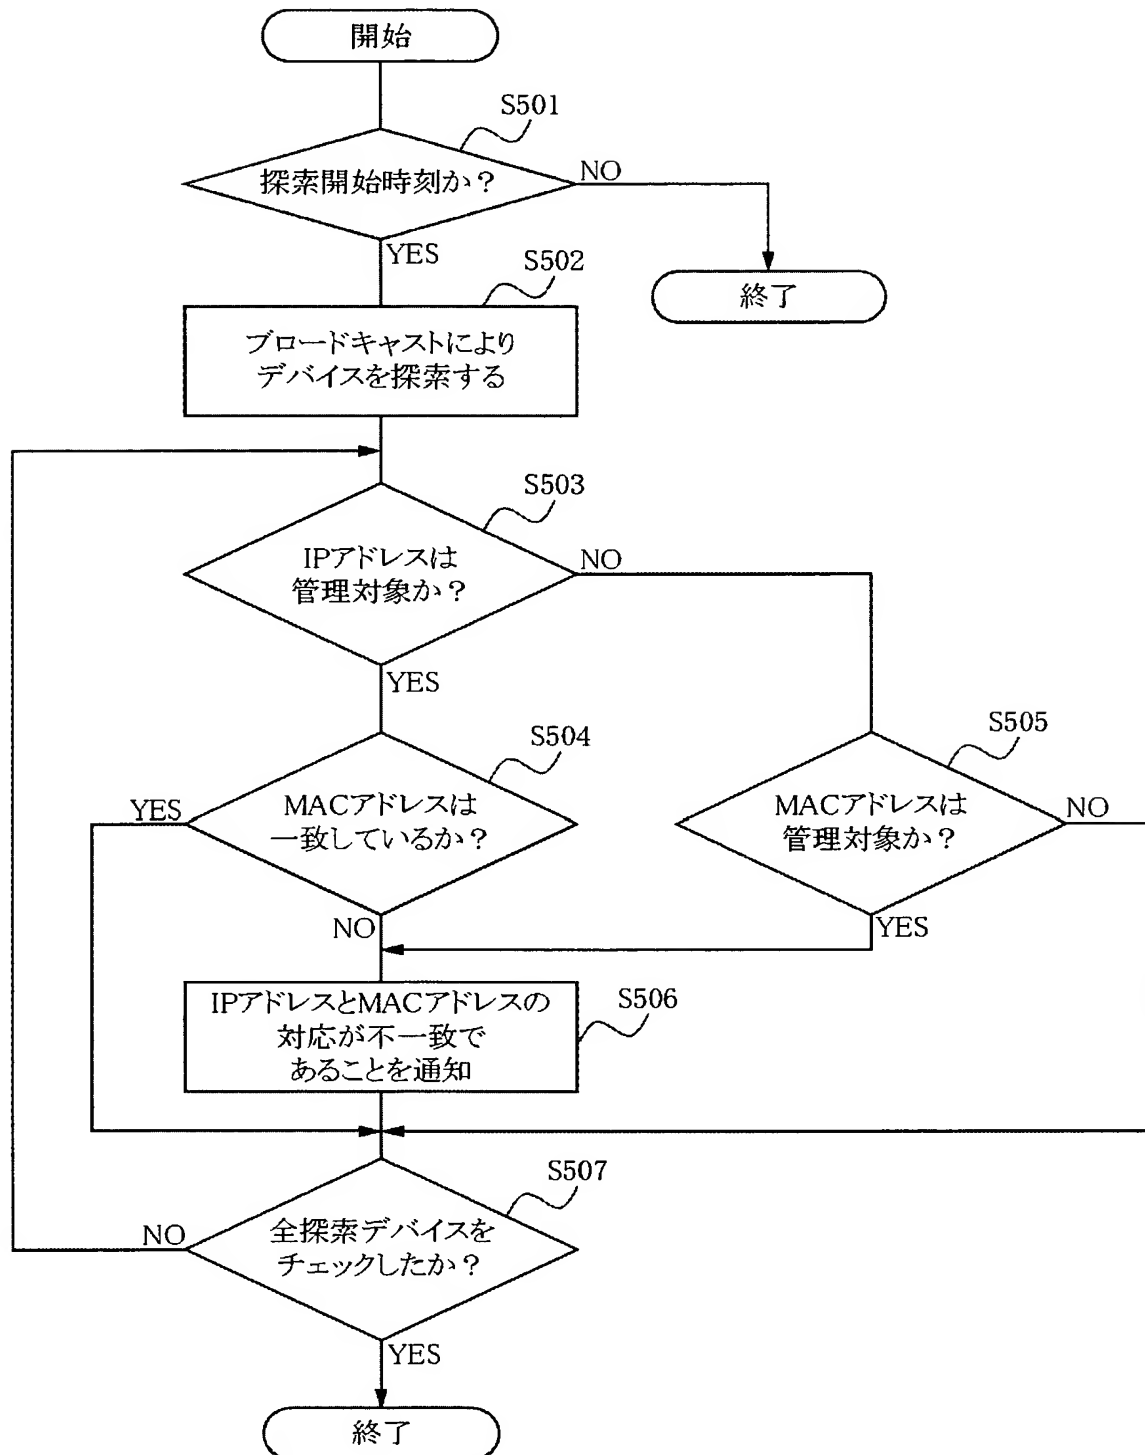 開始
S501
探索開始時刻か？
NO
YES
S502
終了
ブロードキャストにより
デバイスを探索する
S503
IPアドレスは
管理対象か？
NO
YES
S504
S505
YES
MACアドレスは
一致しているか？
MACアドレスは
管理対象か？
NO
NO
YES
IPアドレスとMACアドレスの
対応が不一致で
あることを通知
S506
S507
NO
全探索デバイスを
チェックしたか？
YES
終了